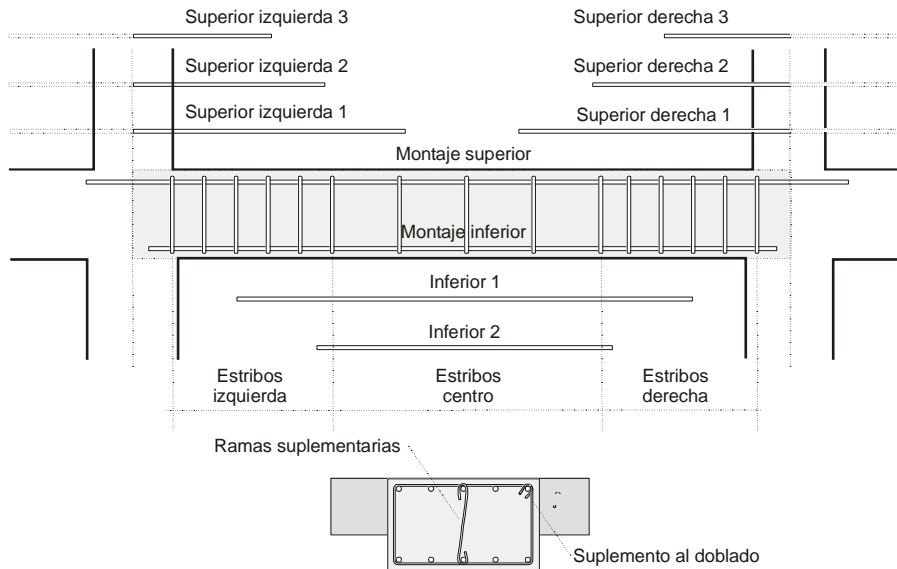 Superior izquierda 3
Superior derecha 3
Superior izquierda 2
Superior derecha 2
Superior izquierda 1
Superior derecha 1
Montaje superior
Montaje inferior
Inferior 1
Inferior 2
Estribos
izquierda
Estribos
centro
Estribos
derecha
Ramas suplementarias
Suplemento al doblado